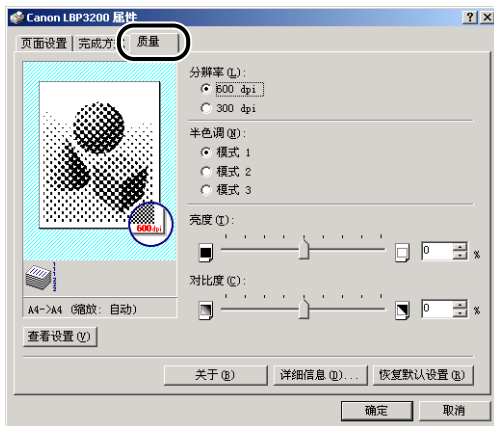 Canon LBP3200 属性
页面设置 完成方式 质量
分辨率(L):
600 dpi
300 dpi
半色调(N):
模式 1
模式 2
模式 3
600dpi
亮度(T):
0 %
A4->A4 (缩放: 自动)
对比度(C):
0 %
查看设置(V)
关于(B) 详细信息(D)... 恢复默认设置(R)
确定 取消